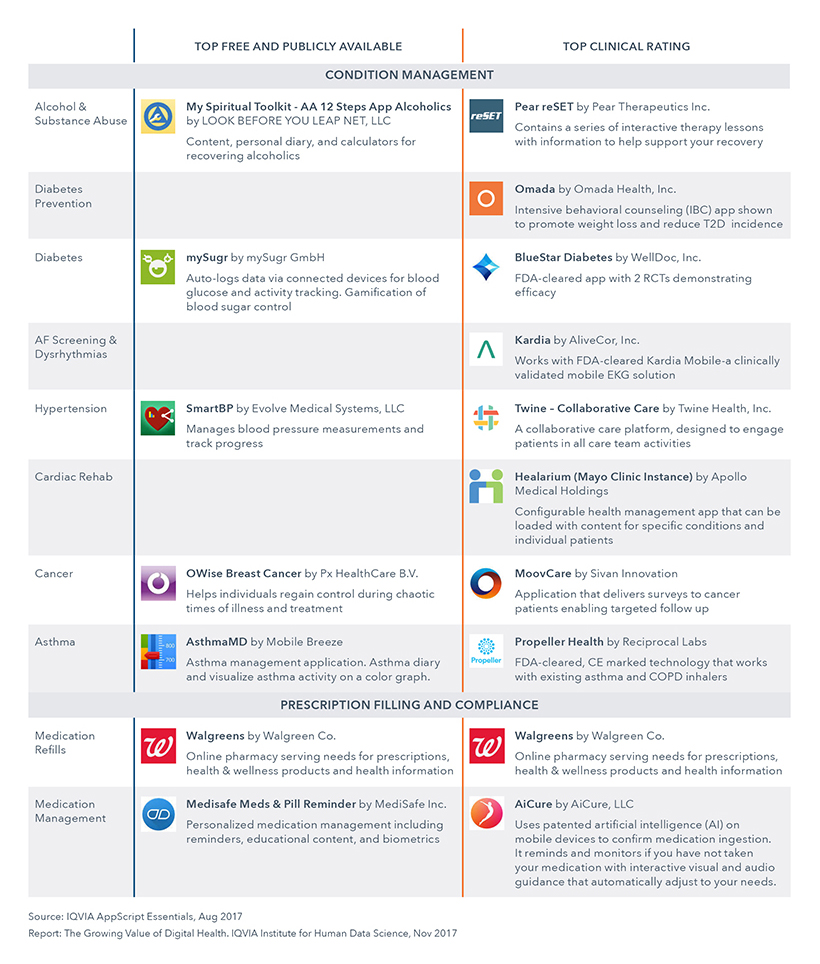 TOP FREE AND PUBLICLY AVAILABLE
TOP CLINICAL RATING
CONDITION MANAGEMENT
Alcohol &
Substance Abuse
My Spiritual Toolkit - AA 12 Steps App Alcoholics
by LOOK BEFORE YOU LEAP NET, LLC
Content, personal diary, and calculators for
recovering alcoholics
reSET
Pear reSET by Pear Therapeutics Inc.
Contains a series of interactive therapy lessons
with information to help support your recovery
Diabetes
Prevention
Omada by Omada Health, Inc.
Intensive behavioral counseling (IBC) app shown
to promote weight loss and reduce T2D incidence
Diabetes
mySugr by mySugr GmbH
Auto-logs data via connected devices for blood
glucose and activity tracking. Gamification of
blood sugar control
BlueStar Diabetes by WellDoc, Inc.
FDA-cleared app with 2 RCTs demonstrating
efficacy
AF Screening &
Dysrhythmias
Kardia by AliveCor, Inc.
Works with FDA-cleared Kardia Mobile-a clinically
validated mobile EKG solution
Hypertension
SmartBP by Evolve Medical Systems, LLC
Manages blood pressure measurements and
track progress
Twine – Collaborative Care by Twine Health, Inc.
A collaborative care platform, designed to engage
patients in all care team activities
Cardiac Rehab
Healarium (Mayo Clinic Instance) by Apollo
Medical Holdings
Configurable health management app that can be
loaded with content for specific conditions and
individual patients
Cancer
OWise Breast Cancer by Px HealthCare B.V.
Helps individuals regain control during chaotic
times of illness and treatment
MoovCare by Sivan Innovation
Application that delivers surveys to cancer
patients enabling targeted follow up
Asthma
800
700
AsthmaMD by Mobile Breeze
Asthma management application. Asthma diary
and visualize asthma activity on a color graph.
Propeller
Propeller Health by Reciprocal Labs
FDA-cleared, CE marked technology that works
with existing asthma and COPD inhalers
PRESCRIPTION FILLING AND COMPLIANCE
Medication
Refills
W
Walgreens by Walgreen Co.
Online pharmacy serving needs for prescriptions,
health & wellness products and health information
W
Walgreens by Walgreen Co.
Online pharmacy serving needs for prescriptions,
health & wellness products and health information
Medication
Management
Medisafe Meds & Pill Reminder by MediSafe Inc.
Personalized medication management including
reminders, educational content, and biometrics
AiCure by AiCure, LLC
Uses patented artificial intelligence (AI) on
mobile devices to confirm medication ingestion.
It reminds and monitors if you have not taken
your medication with interactive visual and audio
guidance that automatically adjust to your needs.
Source: IQVIA AppScript Essentials, Aug 2017
Report: The Growing Value of Digital Health. IQVIA Institute for Human Data Science, Nov 2017